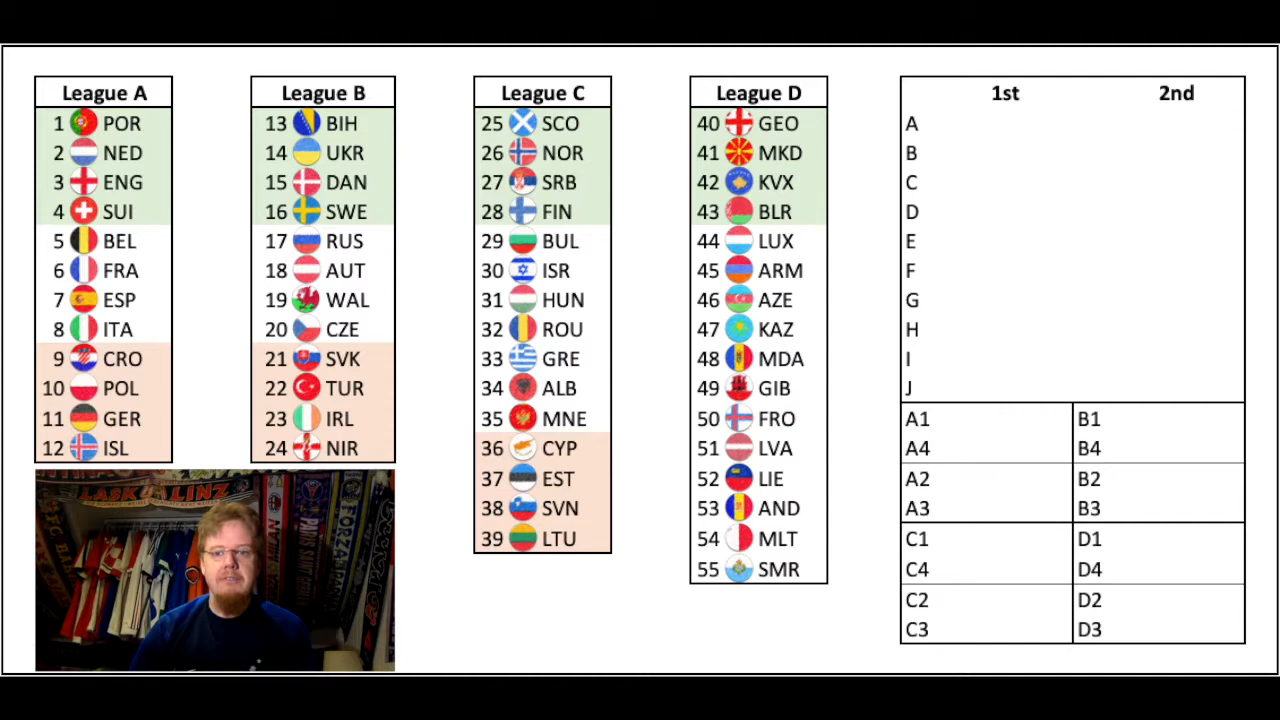 League A
1 POR
2 NED
3 ENG
4 SUI
5 BEL
6 FRA
7 ESP
8 ITA
9 CRO
10 POL
11 GER
12 ISL
League B
13 BIH
14 UKR
15 DAN
16 SWE
17 RUS
18 AUT
19 WAL
20 CZE
21 SVK
22 TUR
23 IRL
24 NIR
League C
25 SCO
26 NOR
27 SRB
28 FIN
29 BUL
30 ISR
31 HUN
32 ROU
33 GRE
34 ALB
35 MNE
36 CYP
37 EST
38 SVN
39 LTU
League D
40 GEO
41 MKD
42 KVX
43 BLR
44 LUX
45 ARM
46 AZE
47 KAZ
48 MDA
49 GIB
50 FRO
51 LVA
52 LIE
53 AND
54 MLT
55 SMR
1st 2nd
A
B
C
D
E
F
G
H
I
J
A1 B1
A4 B4
A2 B2
A3 B3
C1 D1
C4 D4
C2 D2
C3 D3
LASK LINZ